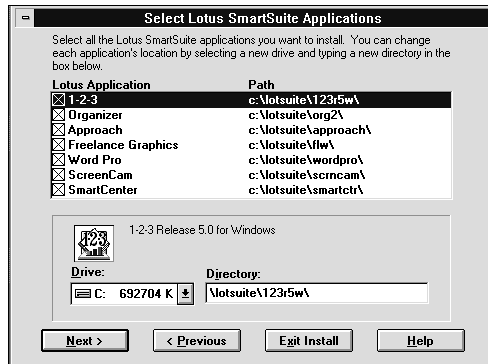 Select Lotus SmartSuite Applications
Select all the Lotus SmartSuite applications you want to install. You can change
each application's location by selecting a new drive and typing a new directory in the
box below.
Lotus Application Path
1-2-3 c:\lotsuite\123r5w\
Organizer c:\lotsuite\org2\
Approach c:\lotsuite\approach\
Freelance Graphics c:\lotsuite\flw\
Word Pro c:\lotsuite\wordpro\
ScreenCam c:\lotsuite\scrncam\
SmartCenter c:\lotsuite\smartctr\
123
1-2-3 Release 5.0 for Windows
Drive: Directory:
C: 692704 K \lotsuite\123r5w\
Next > < Previous Exit Install Help